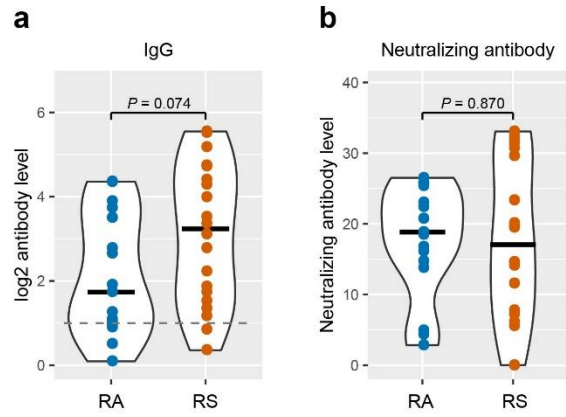 a
IgG
P = 0.074
6
4
2
0
log2 antibody level
RA
RS
b
Neutralizing antibody
P = 0.870
40
30
20
10
0
Neutralizing antibody level
RA
RS